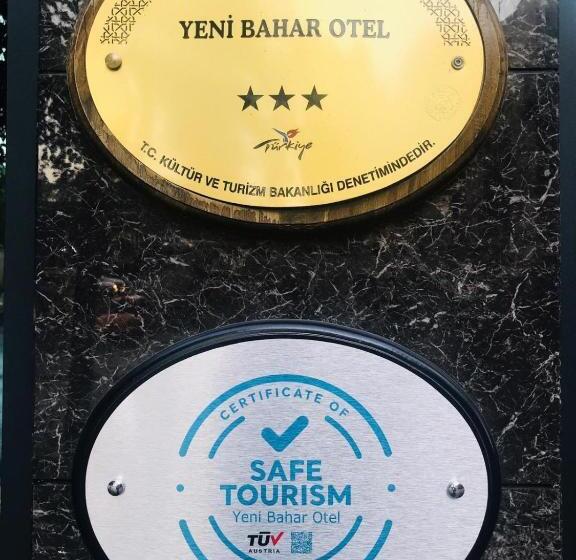 YENİ BAHAR OTEL
★★★
Türkiye
T.C. KÜLTÜR VE TURİZM BAKANLIĞI DENETİMİNDEDİR.
CERTIFICATE OF
SAFE
TOURISM
Yeni Bahar Otel
TÜV
AUSTRIA